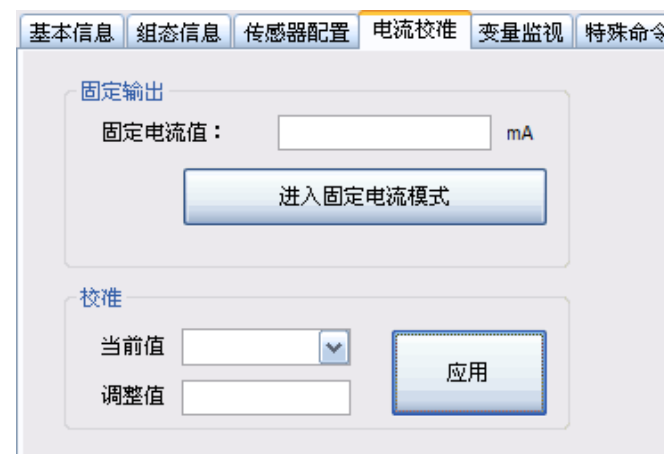 基本信息 组态信息 传感器配置 电流校准 变量监视 特殊命令
固定输出
固定电流值： mA
进入固定电流模式
校准
当前值
应用
调整值